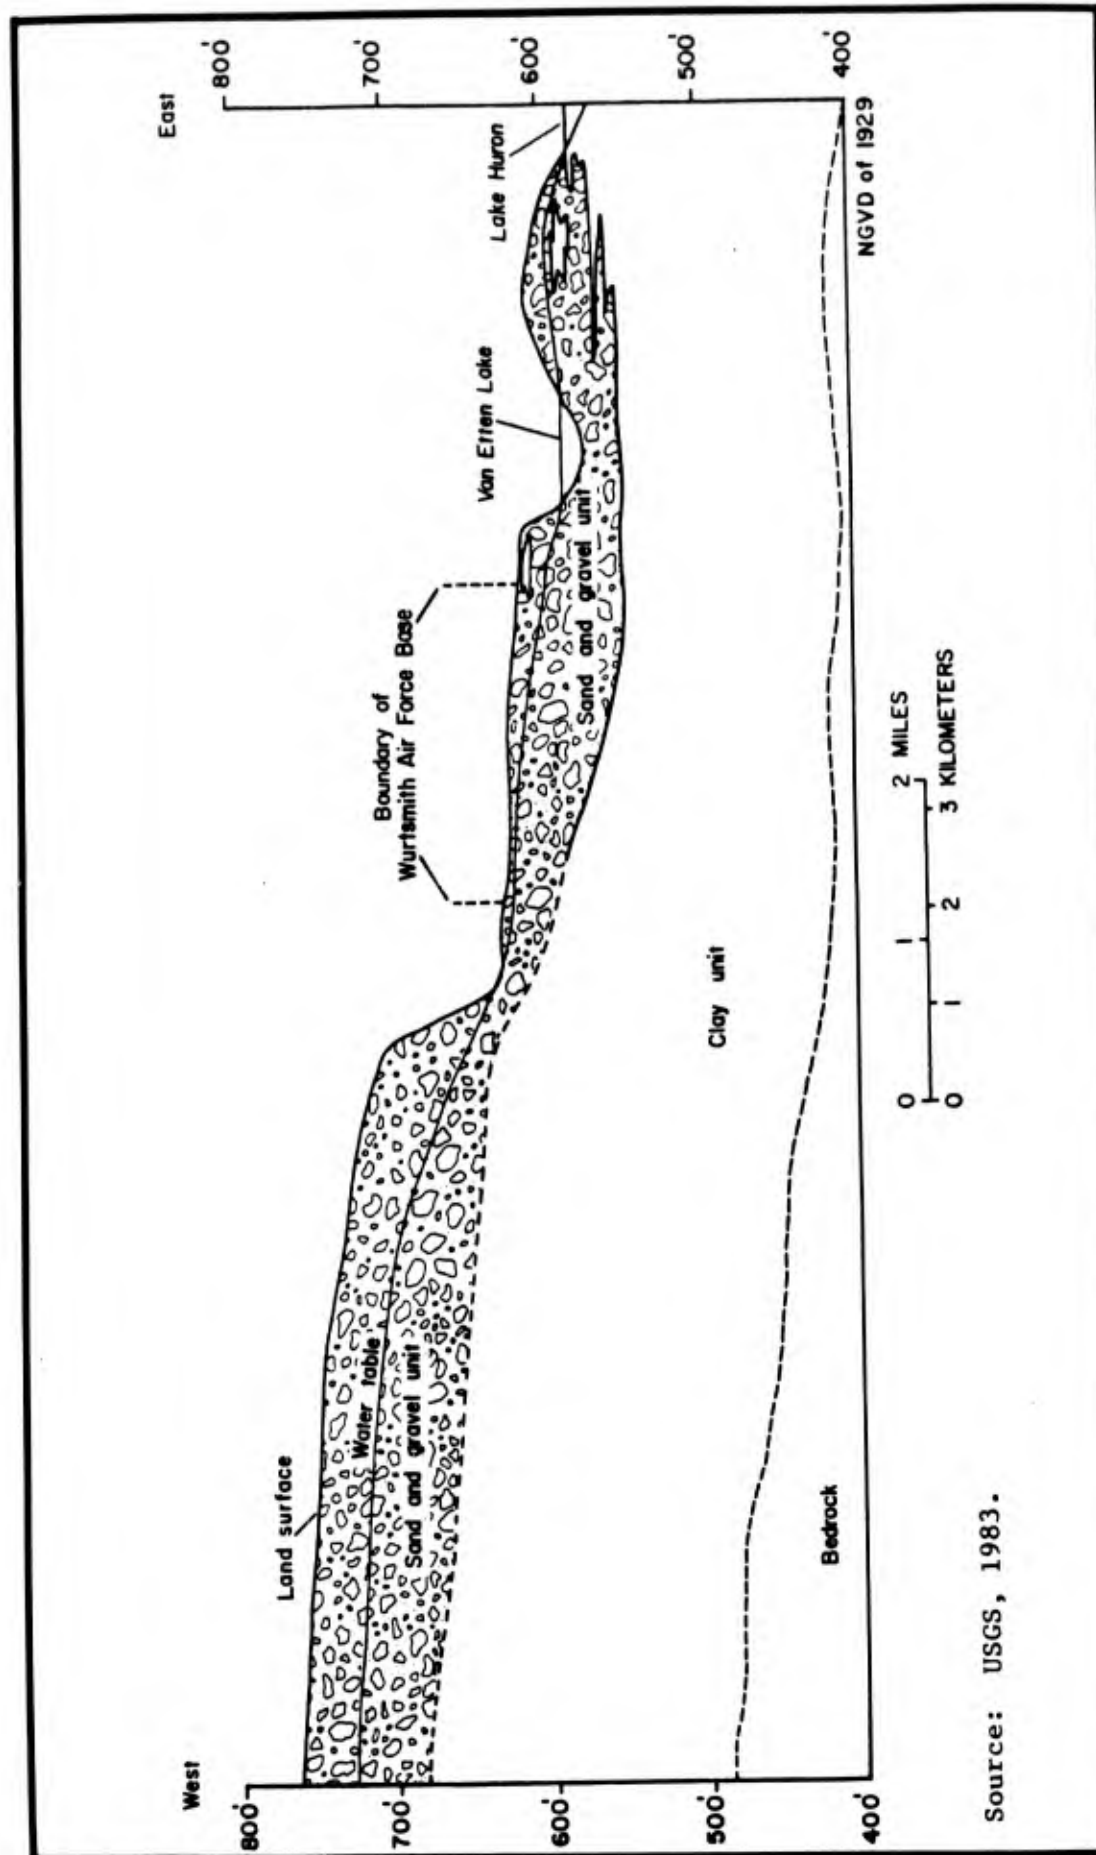 West
East
800'
700'
600'
500'
400'
800'
700'
600'
500'
400'
Land surface
Water table
Sand and gravel unit
Boundary of
Wurtsmith Air Force Base
Van Etten Lake
Lake Huron
Sand and gravel unit
Clay unit
Bedrock
NGVD of 1929
0 1 2 MILES
0 1 2 3 KILOMETERS
Source: USGS, 1983.